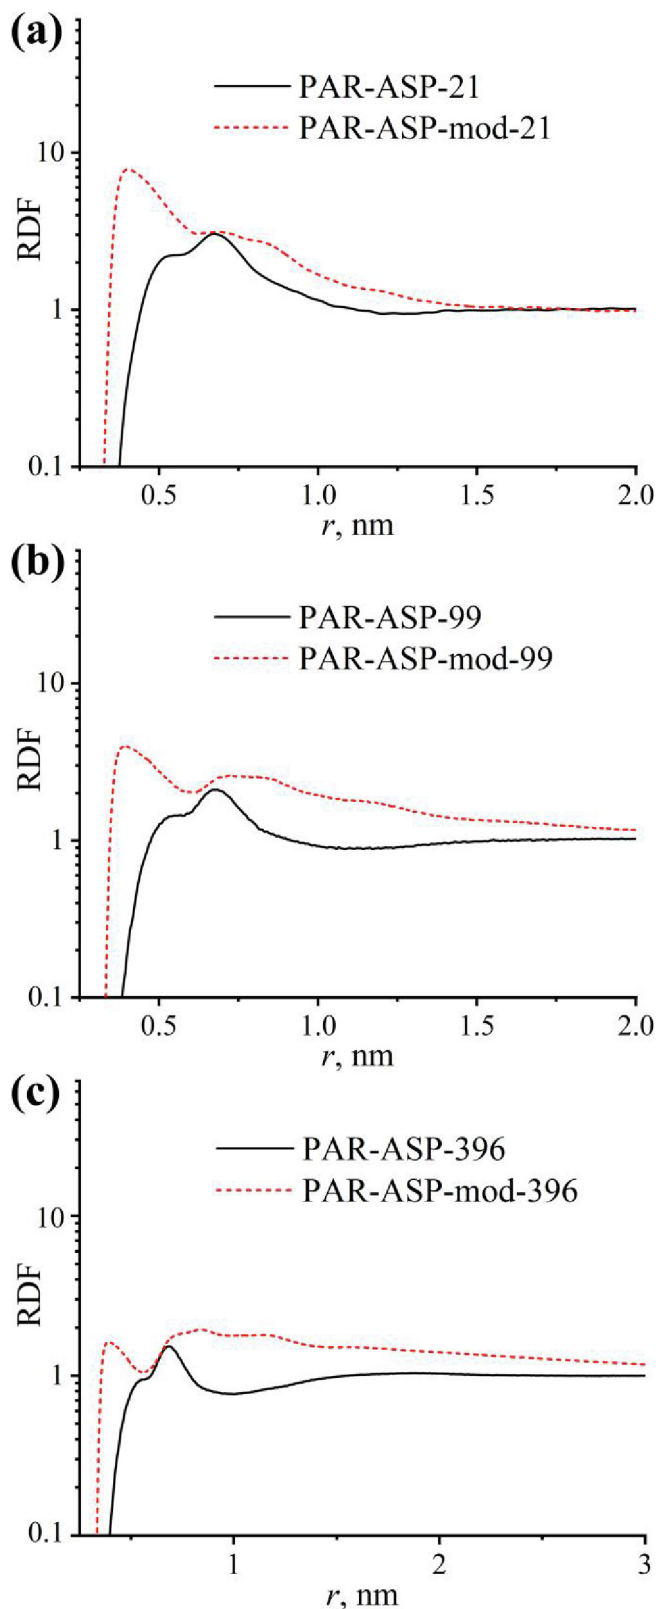 (a)
PAR-ASP-21
PAR-ASP-mod-21
10
RDF
1
0.1
0.5 1.0 1.5 2.0
r, nm
(b)
PAR-ASP-99
PAR-ASP-mod-99
10
RDF
1
0.1
0.5 1.0 1.5 2.0
r, nm
(c)
PAR-ASP-396
PAR-ASP-mod-396
10
RDF
1
0.1
1 2 3
r, nm